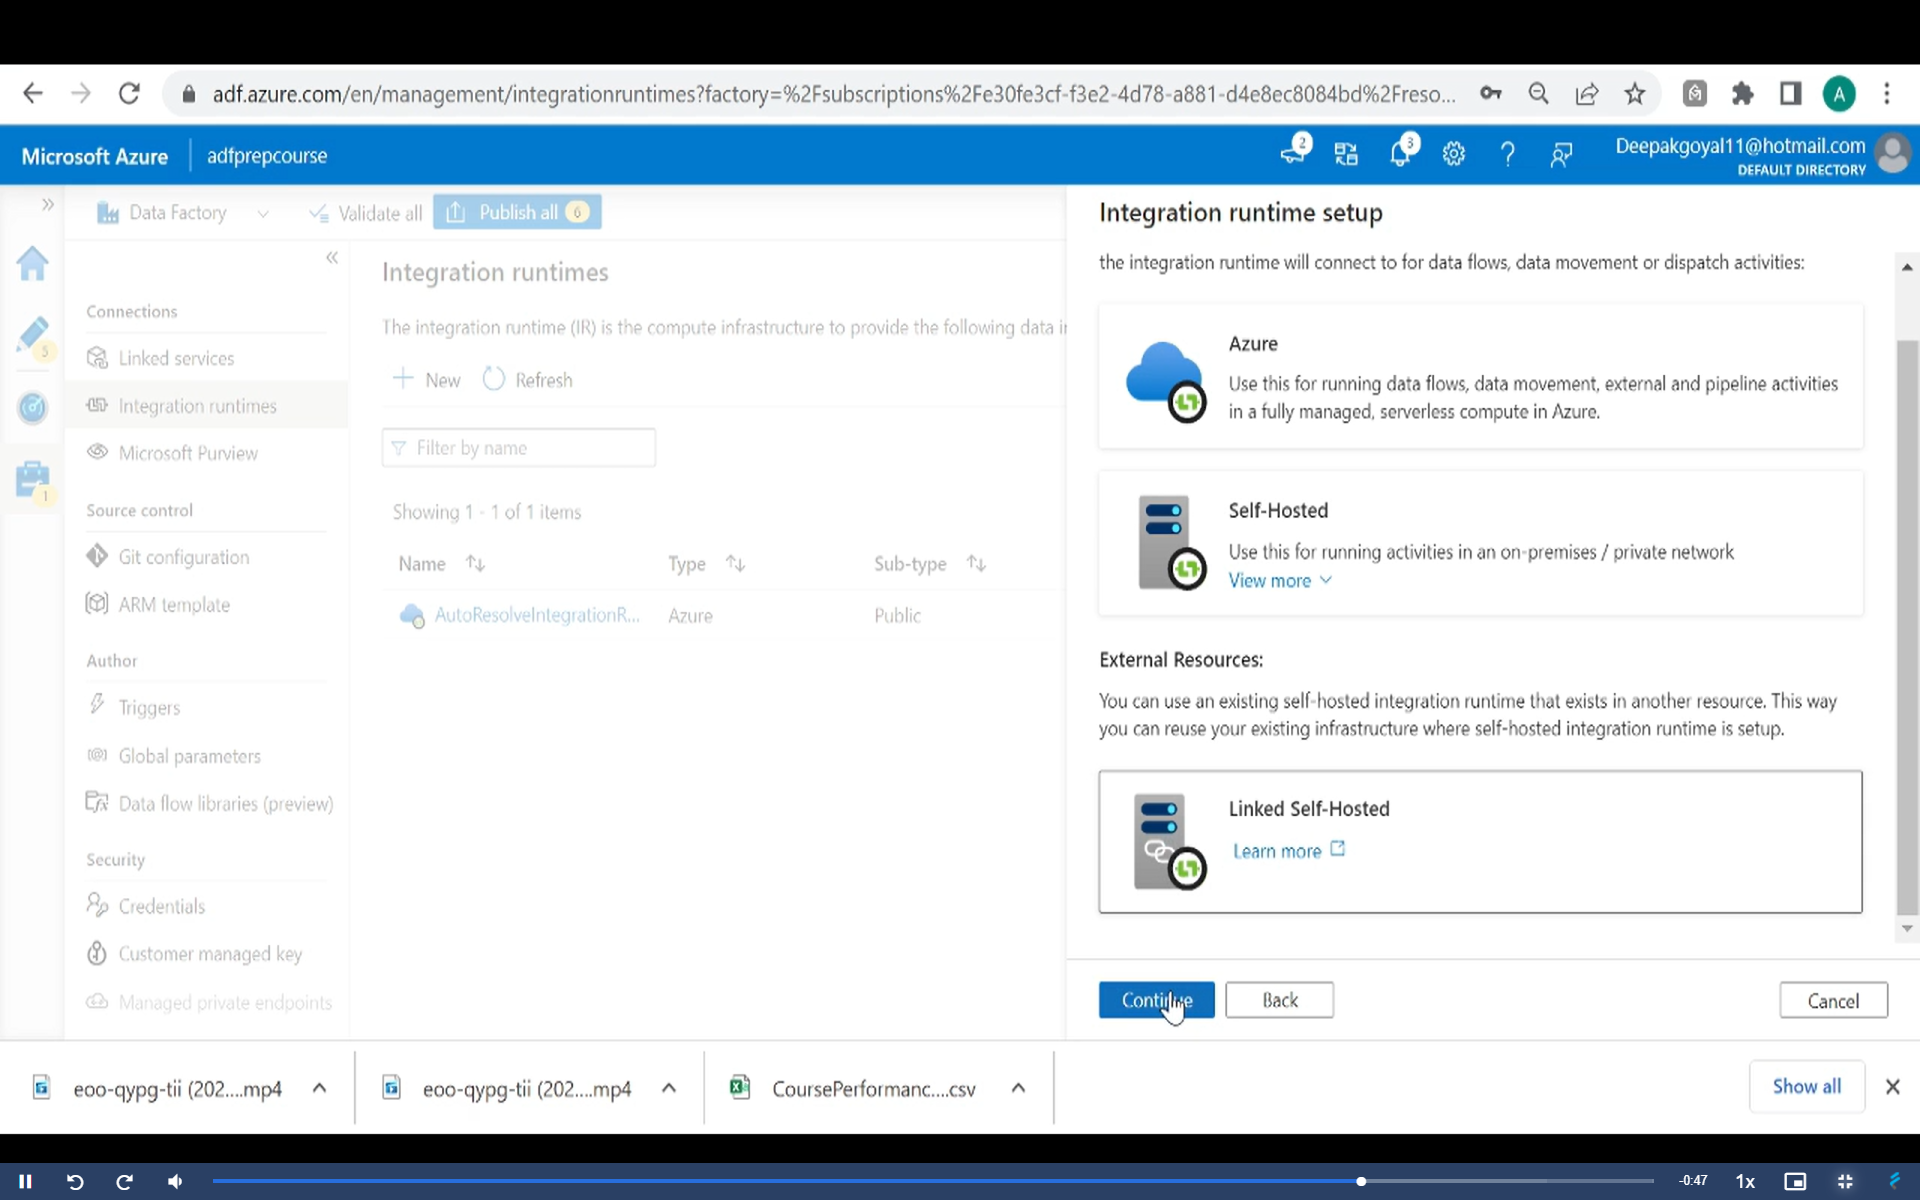 adf.azure.com/en/management/integrationruntimes?factory=%2Fsubscriptions%2Fe30fe3cf-f3e2-4d78-a881-d4e8ec8084bd%2Freso...
A
Microsoft Azure
adfprepcourse
2
3
Deepakgoyal11@hotmail.com
DEFAULT DIRECTORY
Data Factory
Validate all
Publish all 6
5
1
Connections
Linked services
Integration runtimes
Microsoft Purview
Source control
Git configuration
ARM template
Author
Triggers
Global parameters
Data flow libraries (preview)
Security
Credentials
Customer managed key
Managed private endpoints
Integration runtimes
The integration runtime (IR) is the compute infrastructure to provide the following data i
New
Refresh
Filter by name
Showing 1 - 1 of 1 items
Name Type Sub-type
AutoResolveIntegrationR... Azure Public
Integration runtime setup
the integration runtime will connect to for data flows, data movement or dispatch activities:
Azure
Use this for running data flows, data movement, external and pipeline activities
in a fully managed, serverless compute in Azure.
Self-Hosted
Use this for running activities in an on-premises / private network
View more
External Resources:
You can use an existing self-hosted integration runtime that exists in another resource. This way
you can reuse your existing infrastructure where self-hosted integration runtime is setup.
Linked Self-Hosted
Learn more
Continue
Back
Cancel
eoo-qypg-tii (202....mp4
eoo-qypg-tii (202....mp4
CoursePerformanc....csv
Show all
-0:47
1x